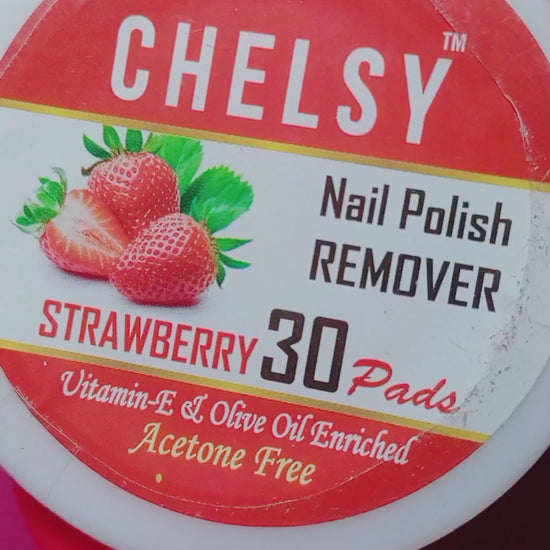 CHELSY™
Nail Polish
REMOVER
STRAWBERRY 30 Pads
Vitamin-E & Olive Oil Enriched
Acetone Free